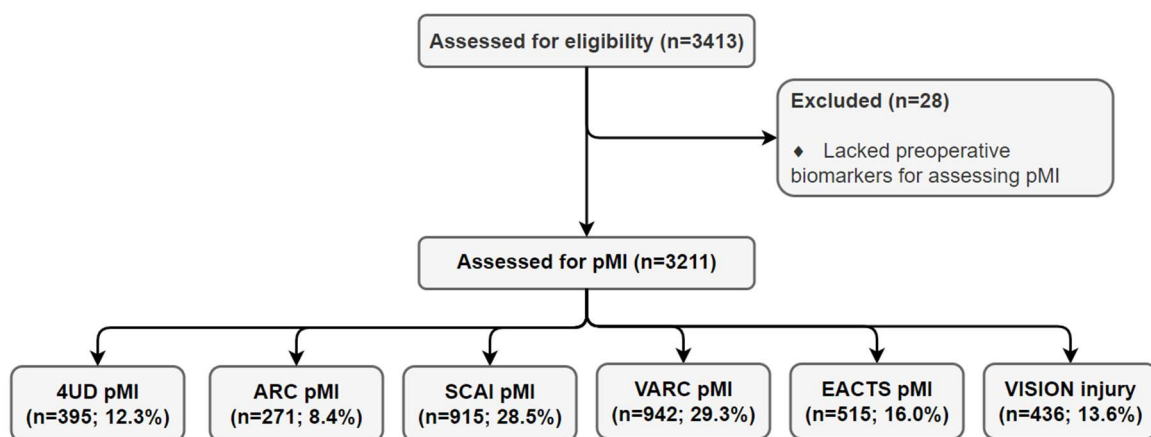 Assessed for eligibility (n=3413)
Excluded (n=28)
♦ Lacked preoperative
biomarkers for assessing pMI
Assessed for pMI (n=3211)
4UD pMI
(n=395; 12.3%)
ARC pMI
(n=271; 8.4%)
SCAI pMI
(n=915; 28.5%)
VARC pMI
(n=942; 29.3%)
EACTS pMI
(n=515; 16.0%)
VISION injury
(n=436; 13.6%)